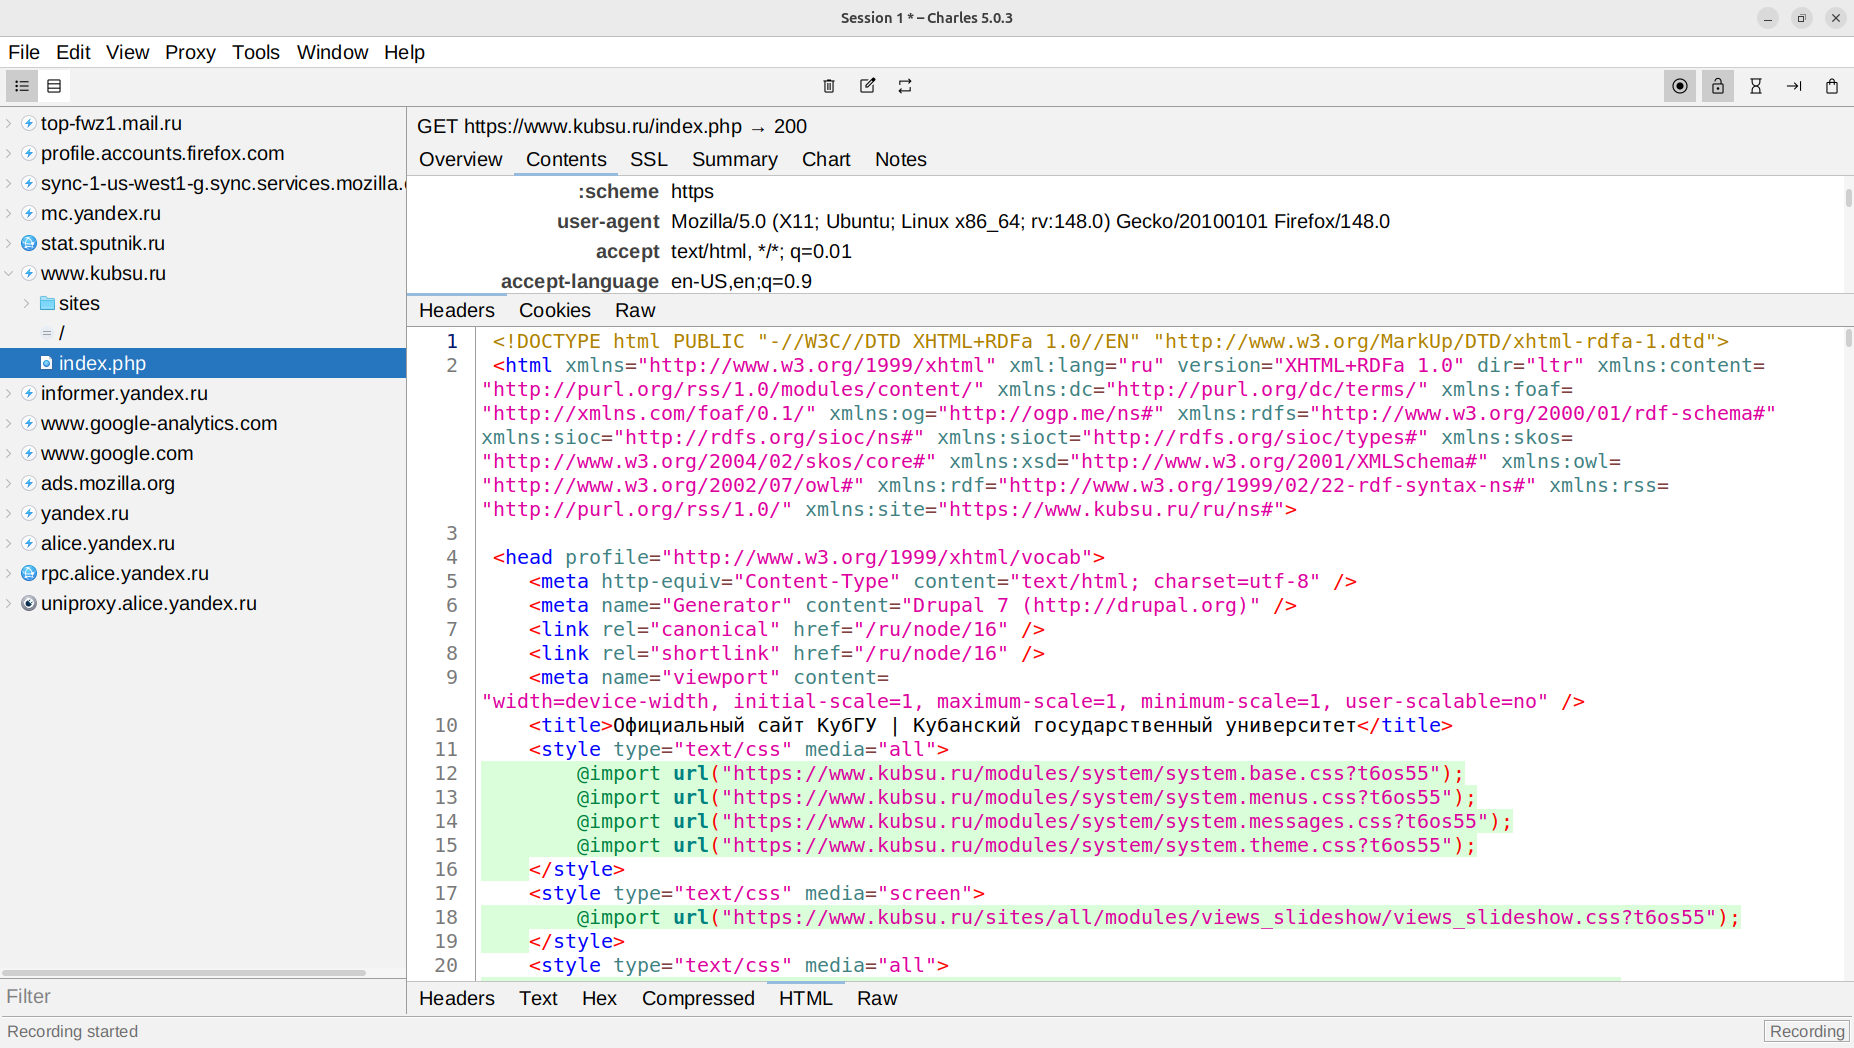 Session 1 * – Charles 5.0.3
File Edit View Proxy Tools Window Help
top-fwz1.mail.ru
profile.accounts.firefox.com
sync-1-us-west1-g.sync.services.mozilla.
mc.yandex.ru
stat.sputnik.ru
www.kubsu.ru
sites
/
index.php
informer.yandex.ru
www.google-analytics.com
www.google.com
ads.mozilla.org
yandex.ru
alice.yandex.ru
rpc.alice.yandex.ru
uniproxy.alice.yandex.ru
Filter
GET https://www.kubsu.ru/index.php → 200
Overview Contents SSL Summary Chart Notes
:scheme https
user-agent Mozilla/5.0 (X11; Ubuntu; Linux x86_64; rv:148.0) Gecko/20100101 Firefox/148.0
accept text/html, */*; q=0.01
accept-language en-US,en;q=0.9
Headers Cookies Raw
1 <!DOCTYPE html PUBLIC "-//W3C//DTD XHTML+RDFa 1.0//EN" "http://www.w3.org/MarkUp/DTD/xhtml-rdfa-1.dtd">
2 <html xmlns="http://www.w3.org/1999/xhtml" xml:lang="ru" version="XHTML+RDFa 1.0" dir="ltr" xmlns:content=
"http://purl.org/rss/1.0/modules/content/" xmlns:dc="http://purl.org/dc/terms/" xmlns:foaf=
"http://xmlns.com/foaf/0.1/" xmlns:og="http://ogp.me/ns#" xmlns:rdfs="http://www.w3.org/2000/01/rdf-schema#"
xmlns:sioc="http://rdfs.org/sioc/ns#" xmlns:sioct="http://rdfs.org/sioc/types#" xmlns:skos=
"http://www.w3.org/2004/02/skos/core#" xmlns:xsd="http://www.w3.org/2001/XMLSchema#" xmlns:owl=
"http://www.w3.org/2002/07/owl#" xmlns:rdf="http://www.w3.org/1999/02/22-rdf-syntax-ns#" xmlns:rss=
"http://purl.org/rss/1.0/" xmlns:site="https://www.kubsu.ru/ru/ns#">
3
4 <head profile="http://www.w3.org/1999/xhtml/vocab">
5 <meta http-equiv="Content-Type" content="text/html; charset=utf-8" />
6 <meta name="Generator" content="Drupal 7 (http://drupal.org)" />
7 <link rel="canonical" href="/ru/node/16" />
8 <link rel="shortlink" href="/ru/node/16" />
9 <meta name="viewport" content=
"width=device-width, initial-scale=1, maximum-scale=1, minimum-scale=1, user-scalable=no" />
10 <title>Официальный сайт КубГУ | Кубанский государственный университет</title>
11 <style type="text/css" media="all">
12 @import url("https://www.kubsu.ru/modules/system/system.base.css?t6os55");
13 @import url("https://www.kubsu.ru/modules/system/system.menus.css?t6os55");
14 @import url("https://www.kubsu.ru/modules/system/system.messages.css?t6os55");
15 @import url("https://www.kubsu.ru/modules/system/system.theme.css?t6os55");
16 </style>
17 <style type="text/css" media="screen">
18 @import url("https://www.kubsu.ru/sites/all/modules/views_slideshow/views_slideshow.css?t6os55");
19 </style>
20 <style type="text/css" media="all">
Headers Text Hex Compressed HTML Raw
Recording started
Recording